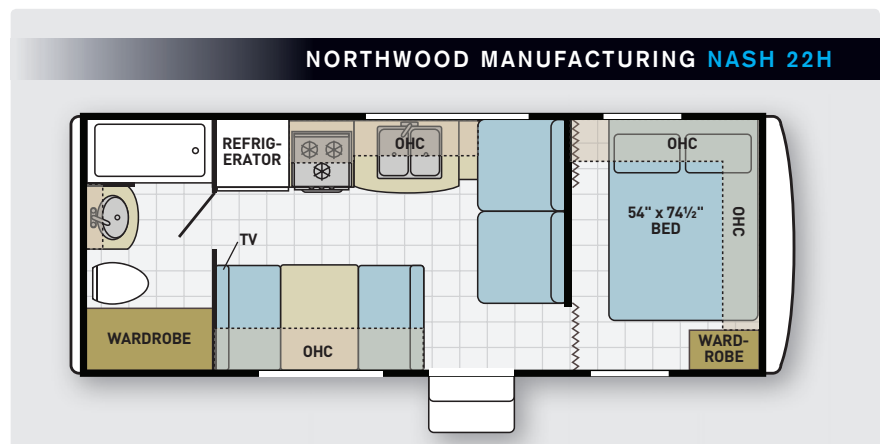 NORTHWOOD MANUFACTURING NASH 22H
REFRIG-
ERATOR
OHC
OHC
54" x 74½"
BED
OHC
TV
WARDROBE
OHC
WARD-
ROBE